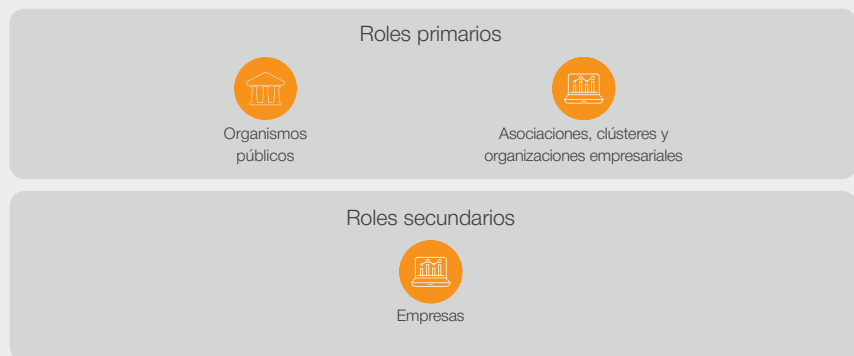 Roles primarios
Organismos
públicos
Asociaciones, clústeres y
organizaciones empresariales
Roles secundarios
Empresas